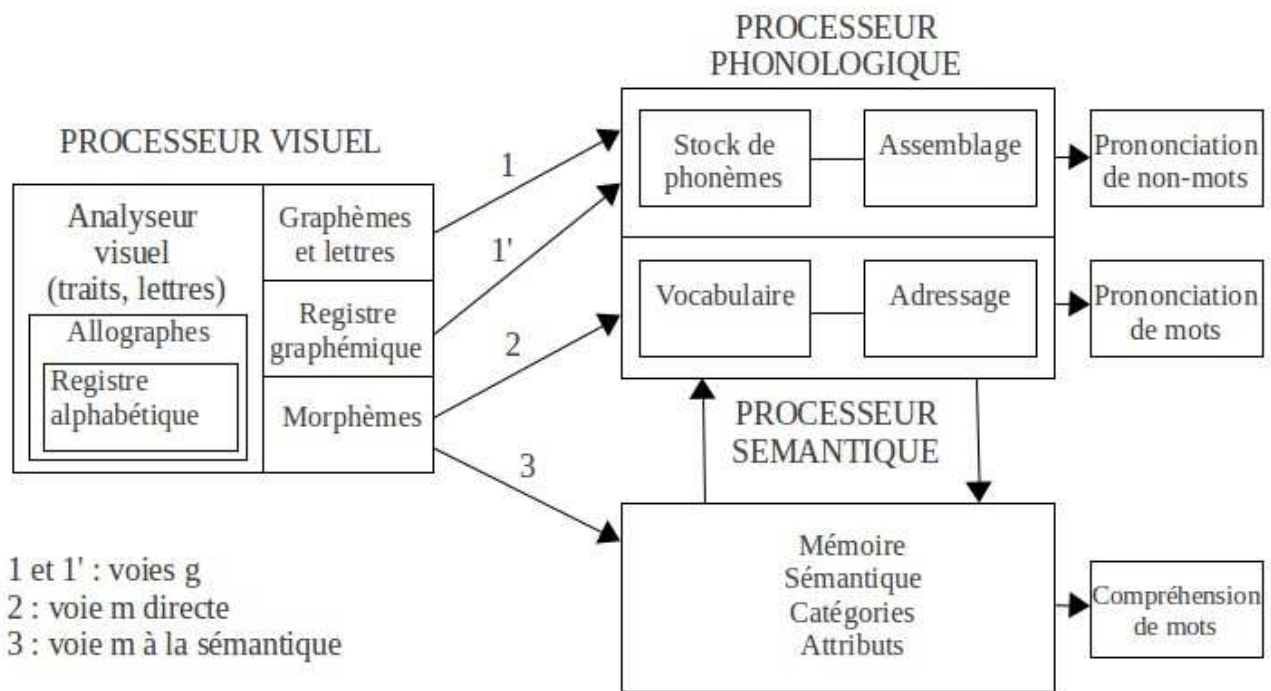 PROCESSEUR
PHONOLOGIQUE
PROCESSEUR VISUEL
Analyseur
visuel
(traits, lettres)
Allographes
Registre
alphabétique
Graphèmes
et lettres
Registre
graphémique
Morphèmes
1
1'
2
3
Stock de
phonèmes
Assemblage
Prononciation
de non-mots
Vocabulaire
Adressage
Prononciation
de mots
PROCESSEUR
SEMANTIQUE
Mémoire
Sémantique
Catégories
Attributs
Compréhension
de mots
1 et 1' : voies g
2 : voie m directe
3 : voie m à la sémantique